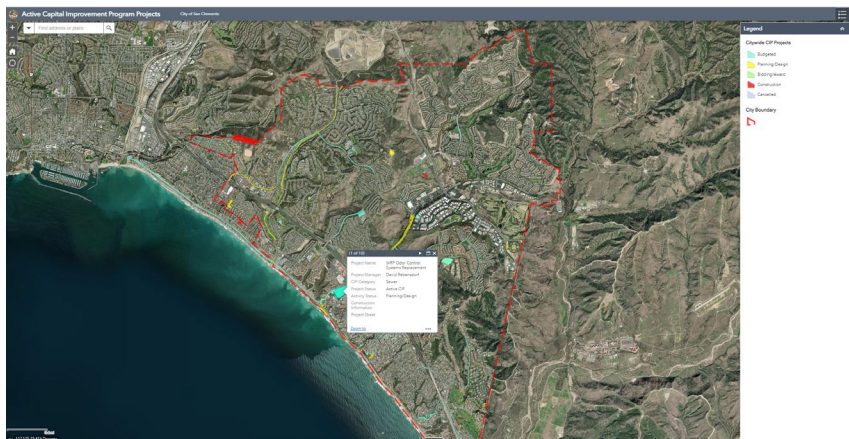 Active Capital Improvement Program Projects
City of San Clemente
Find address or place
Legend
Citywide CIP Projects
Budgeted
Planning/Design
Bidding/Award
Construction
Canceled
City Boundary
(1 of 10)
Project Name WRP Odor Control
Systems Replacement
Project Manager David Rebensdorf
CIP Category Sewer
Project Status Active CIP
Activity Status Planning/Design
Construction
Information
Project Sheet
Zoom to